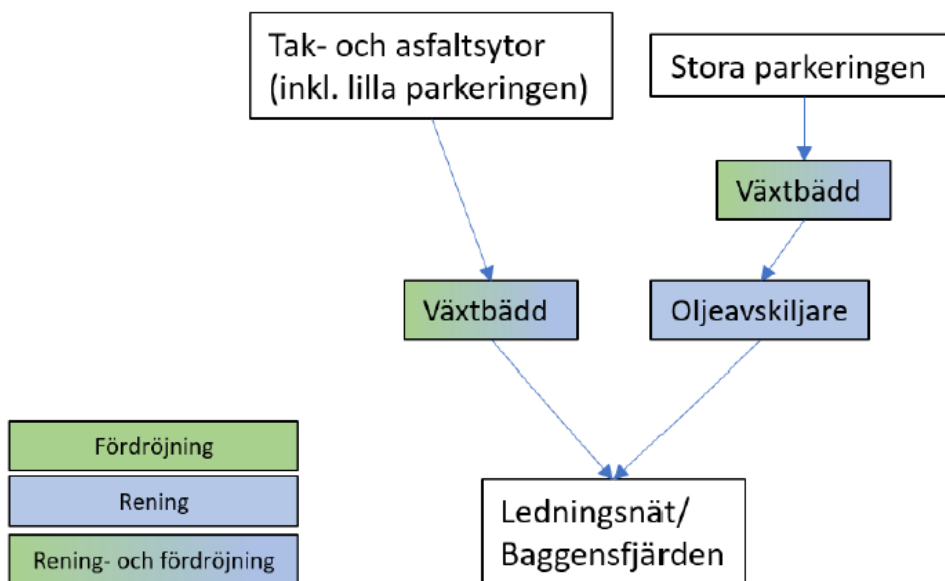 Tak- och asfaltsytor
(inkl. lilla parkeringen)
Stora parkeringen
Växtbädd
Växtbädd
Oljeavskiljare
Fördröjning
Rening
Rening- och fördröjning
Ledningsnät/
Baggensfjärden